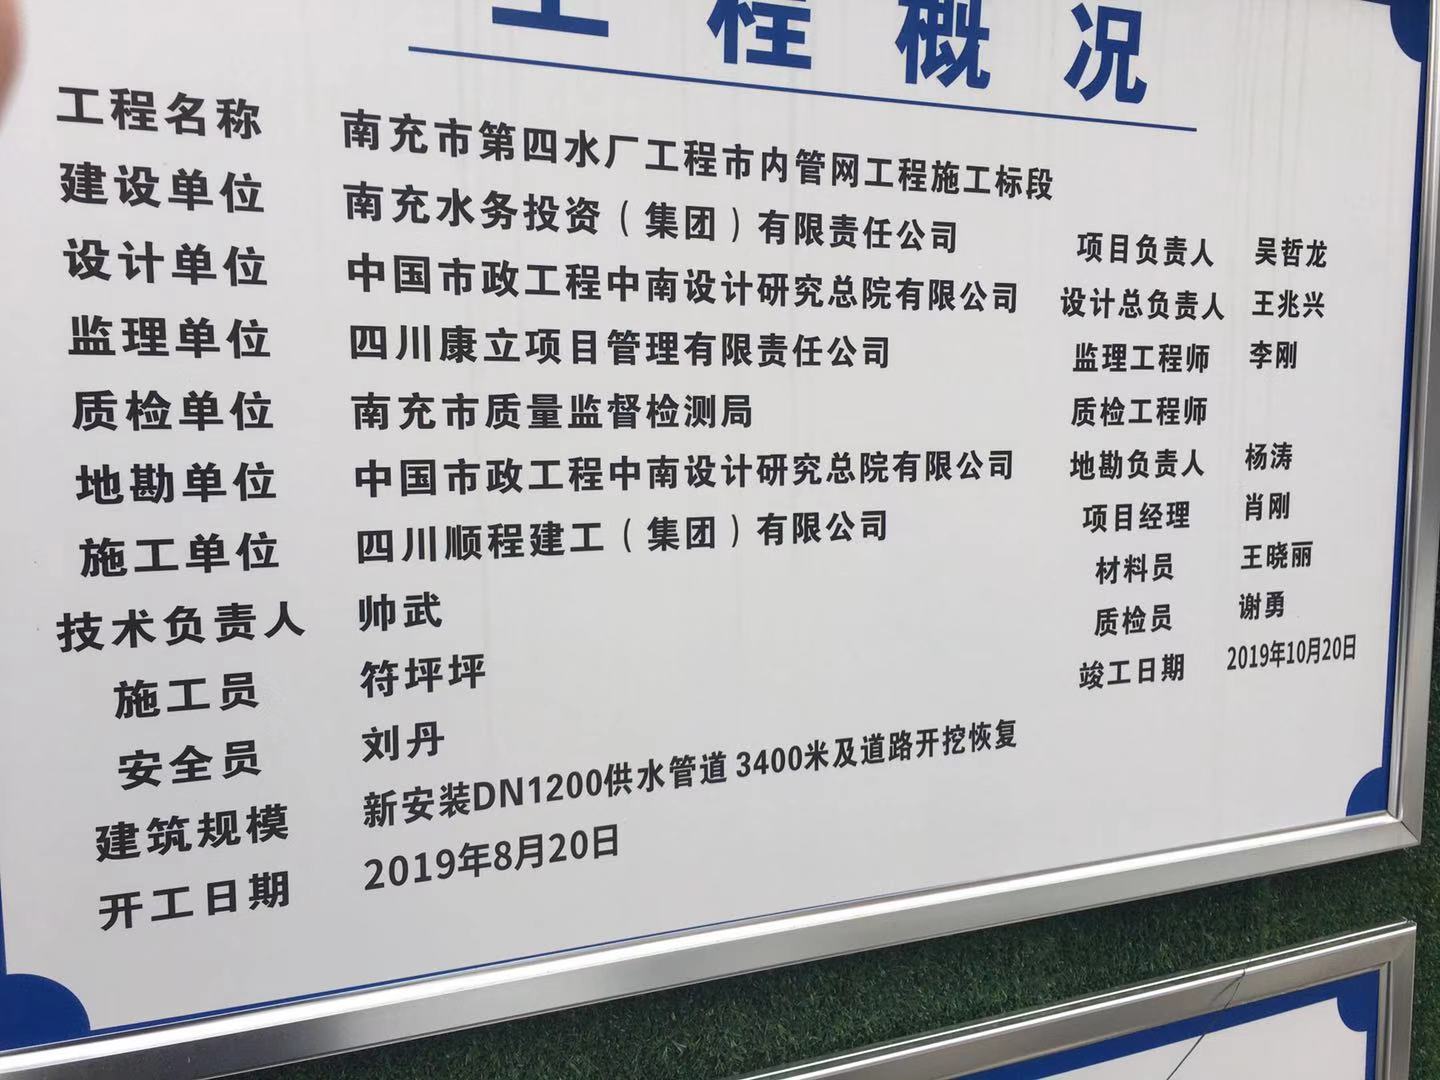 工程概况
工程名称 南充市第四水厂工程市内管网工程施工标段
建设单位 南充水务投资（集团）有限责任公司 项目负责人 吴哲龙
设计单位 中国市政工程中南设计研究总院有限公司 设计总负责人 王兆兴
监理单位 四川康立项目管理有限责任公司 监理工程师 李刚
质检单位 南充市质量监督检测局 质检工程师
地勘单位 中国市政工程中南设计研究总院有限公司 地勘负责人 杨涛
施工单位 四川顺程建工（集团）有限公司 项目经理 肖刚
技术负责人 帅武 材料员 王晓丽
施工员 符坪坪 质检员 谢勇
安全员 刘丹 竣工日期 2019年10月20日
建筑规模 新安装DN1200供水管道 3400米及道路开挖恢复
开工日期 2019年8月20日